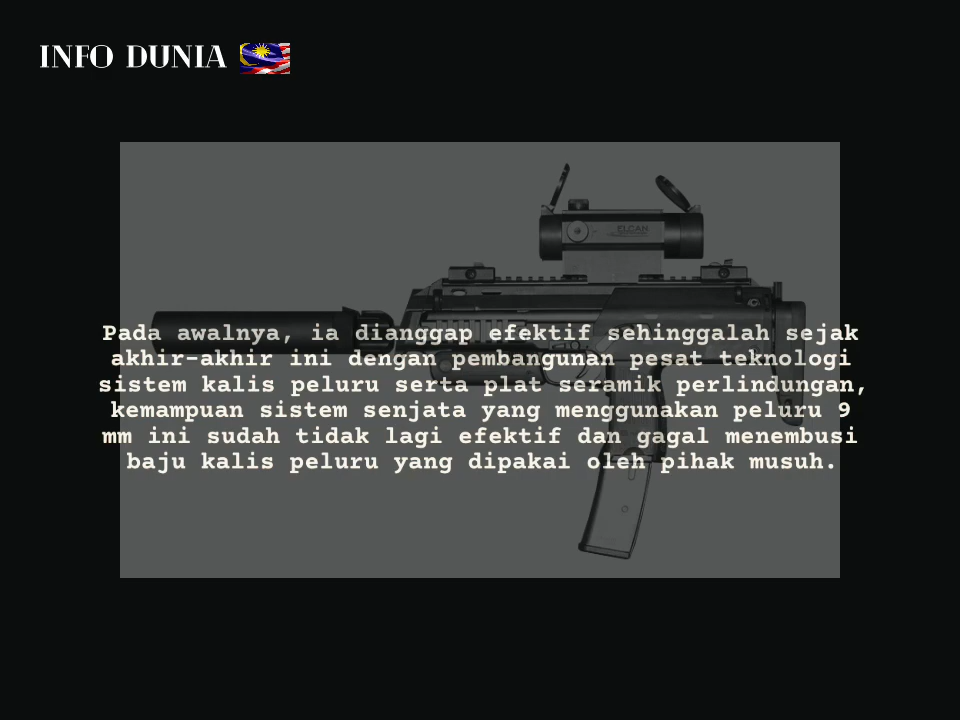 INFO DUNIA
ELCAN
Pada awalnya, ia dianggap efektif sehinggalah sejak
akhir-akhir ini dengan pembangunan pesat teknologi
sistem kalis peluru serta plat seramik perlindungan,
kemampuan sistem senjata yang menggunakan peluru 9
mm ini sudah tidak lagi efektif dan gagal menembusi
baju kalis peluru yang dipakai oleh pihak musuh.